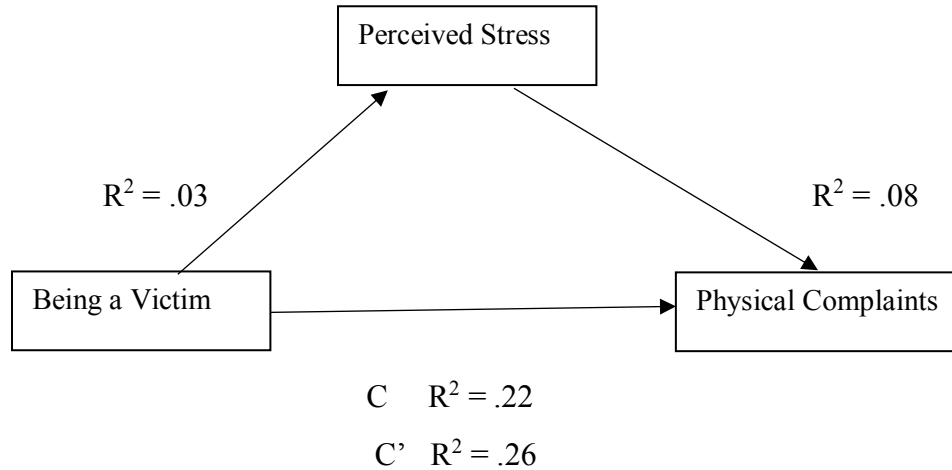 Perceived Stress
R² = .03
R² = .08
Being a Victim
Physical Complaints
C R² = .22
C’ R² = .26